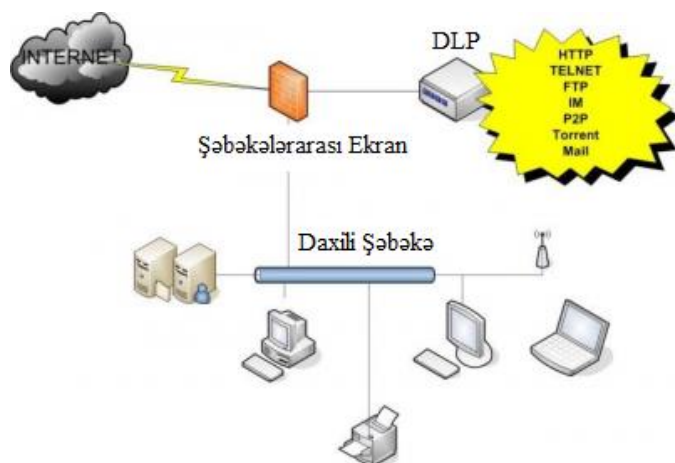 INTERNET
DLP
HTTP
TELNET
FTP
IM
P2P
Torrent
Mail
Şəbəkələrarası Ekran
Daxili Şəbəkə